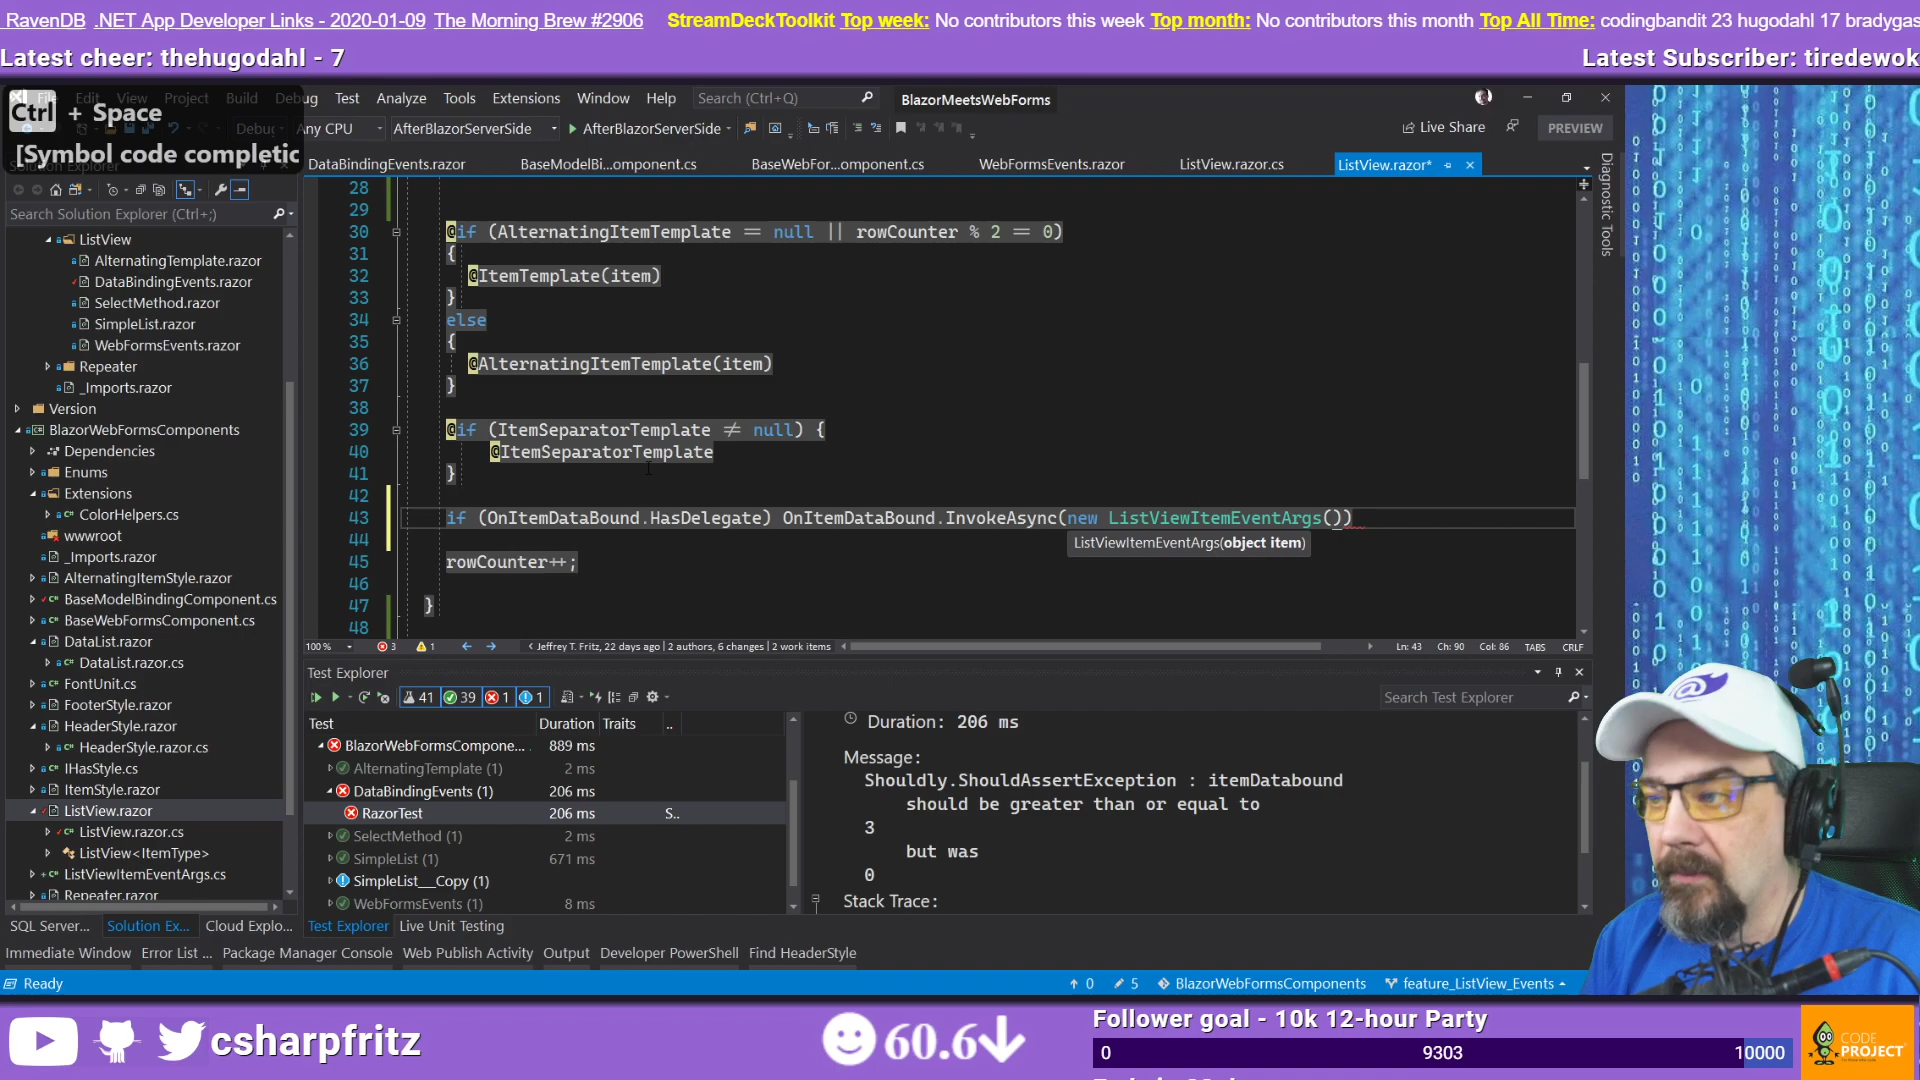 RavenDB .NET App Developer Links - 2020-01-09 The Morning Brew #2906 StreamDeckToolkit Top week: No contributors this week Top month: No contributors this month Top All Time: codingbandit 23 hugodahl 17 bradygas
Latest cheer: thehugodahl - 7
Latest Subscriber: tiredewok
File Edit View Project Build Debug Test Analyze Tools Extensions Window Help Search (Ctrl+Q) BlazorMeetsWebForms
Ctrl + Space
[Symbol code completic
Debug Any CPU AfterBlazorServerSide AfterBlazorServerSide Live Share PREVIEW
DataBindingEvents.razor BaseModelBi...omponent.cs BaseWebFor...omponent.cs WebFormsEvents.razor ListView.razor.cs ListView.razor*
Diagnostic Tools
Solution Explorer
Search Solution Explorer (Ctrl+;)
ListView
AlternatingTemplate.razor
DataBindingEvents.razor
SelectMethod.razor
SimpleList.razor
WebFormsEvents.razor
Repeater
_Imports.razor
Version
BlazorWebFormsComponents
Dependencies
Enums
Extensions
ColorHelpers.cs
wwwroot
_Imports.razor
AlternatingItemStyle.razor
BaseModelBindingComponent.cs
BaseWebFormsComponent.cs
DataList.razor
DataList.razor.cs
FontUnit.cs
FooterStyle.razor
HeaderStyle.razor
HeaderStyle.razor.cs
IHasStyle.cs
ItemStyle.razor
ListView.razor
ListView.razor.cs
ListView<ItemType>
ListViewItemEventArgs.cs
Repeater.razor
SQL Server... Solution Ex... Cloud Explo...
28
29
30 @if (AlternatingItemTemplate == null || rowCounter % 2 == 0)
31 {
32 @ItemTemplate(item)
33 }
34 else
35 {
36 @AlternatingItemTemplate(item)
37 }
38
39 @if (ItemSeparatorTemplate ≠ null) {
40 @ItemSeparatorTemplate
41 }
42
43 if (OnItemDataBound.HasDelegate) OnItemDataBound.InvokeAsync(new ListViewItemEventArgs())
44 ListViewItemEventArgs(object item)
45 rowCounter++;
46
47 }
48
100 % 3 1 Jeffrey T. Fritz, 22 days ago | 2 authors, 6 changes | 2 work items Ln: 43 Ch: 90 Col: 86 TABS CRLF
Test Explorer
41 39 1 1 Search Test Explorer
Test Duration Traits ..
BlazorWebFormsCompone... 889 ms
AlternatingTemplate (1) 2 ms
DataBindingEvents (1) 206 ms
RazorTest 206 ms S..
SelectMethod (1) 2 ms
SimpleList (1) 671 ms
SimpleList___Copy (1)
WebFormsEvents (1) 8 ms
Duration: 206 ms
Message:
Shouldly.ShouldAssertException : itemDatabound
should be greater than or equal to
3
but was
0
Stack Trace:
Test Explorer Live Unit Testing
Immediate Window Error List ... Package Manager Console Web Publish Activity Output Developer PowerShell Find HeaderStyle
Ready 0 5 BlazorWebFormsComponents feature_ListView_Events
csharpfritz
60.6
Follower goal - 10k 12-hour Party
0 9303 10000
CODE PROJECT